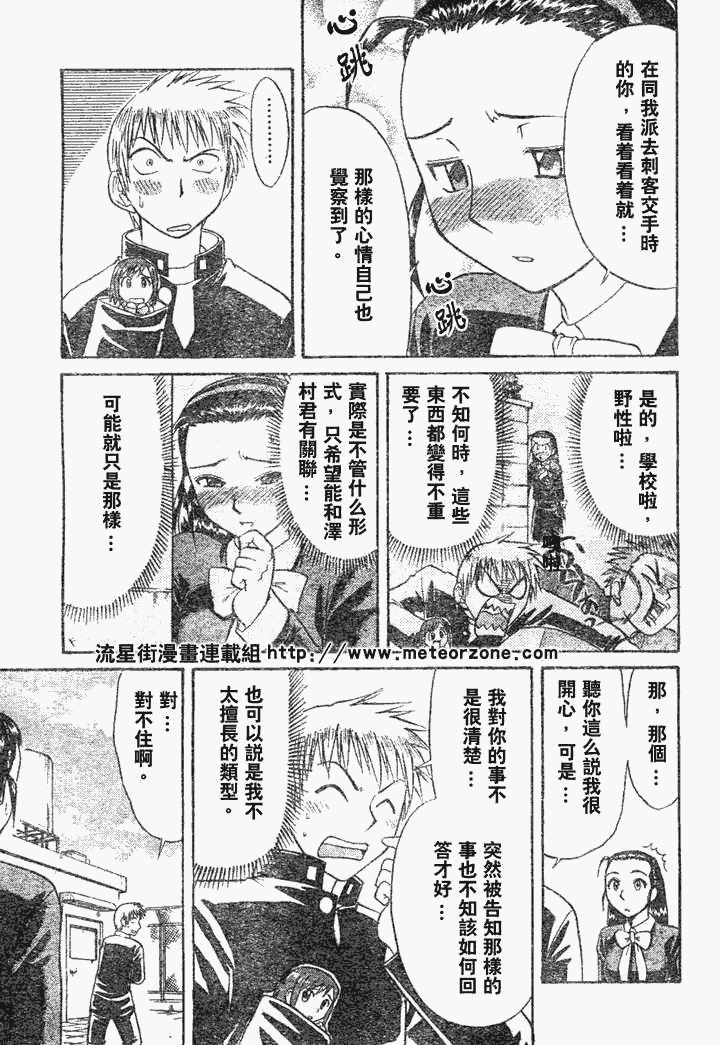 心
跳
在同我派去刺客交手時
的你，看着看着就…
那樣的心情自己也
覺察到了。
心
跳
………
是的，學校啦，
野性啦…
不知何時，這些
東西都變得不重
要了…
實際是不管什么形
式，只希望能和澤
村君有關聯…
可能就只是那樣…
流星街漫畫連載組 http://www.meteorzone.com
那，那個…
聽你這么説我很
開心，可是…
我對你的事不
是很清楚…
突然被告知那樣的
事也不知該如何回
答才好…
也可以説是我不
太擅長的類型。
對…
對不住啊。